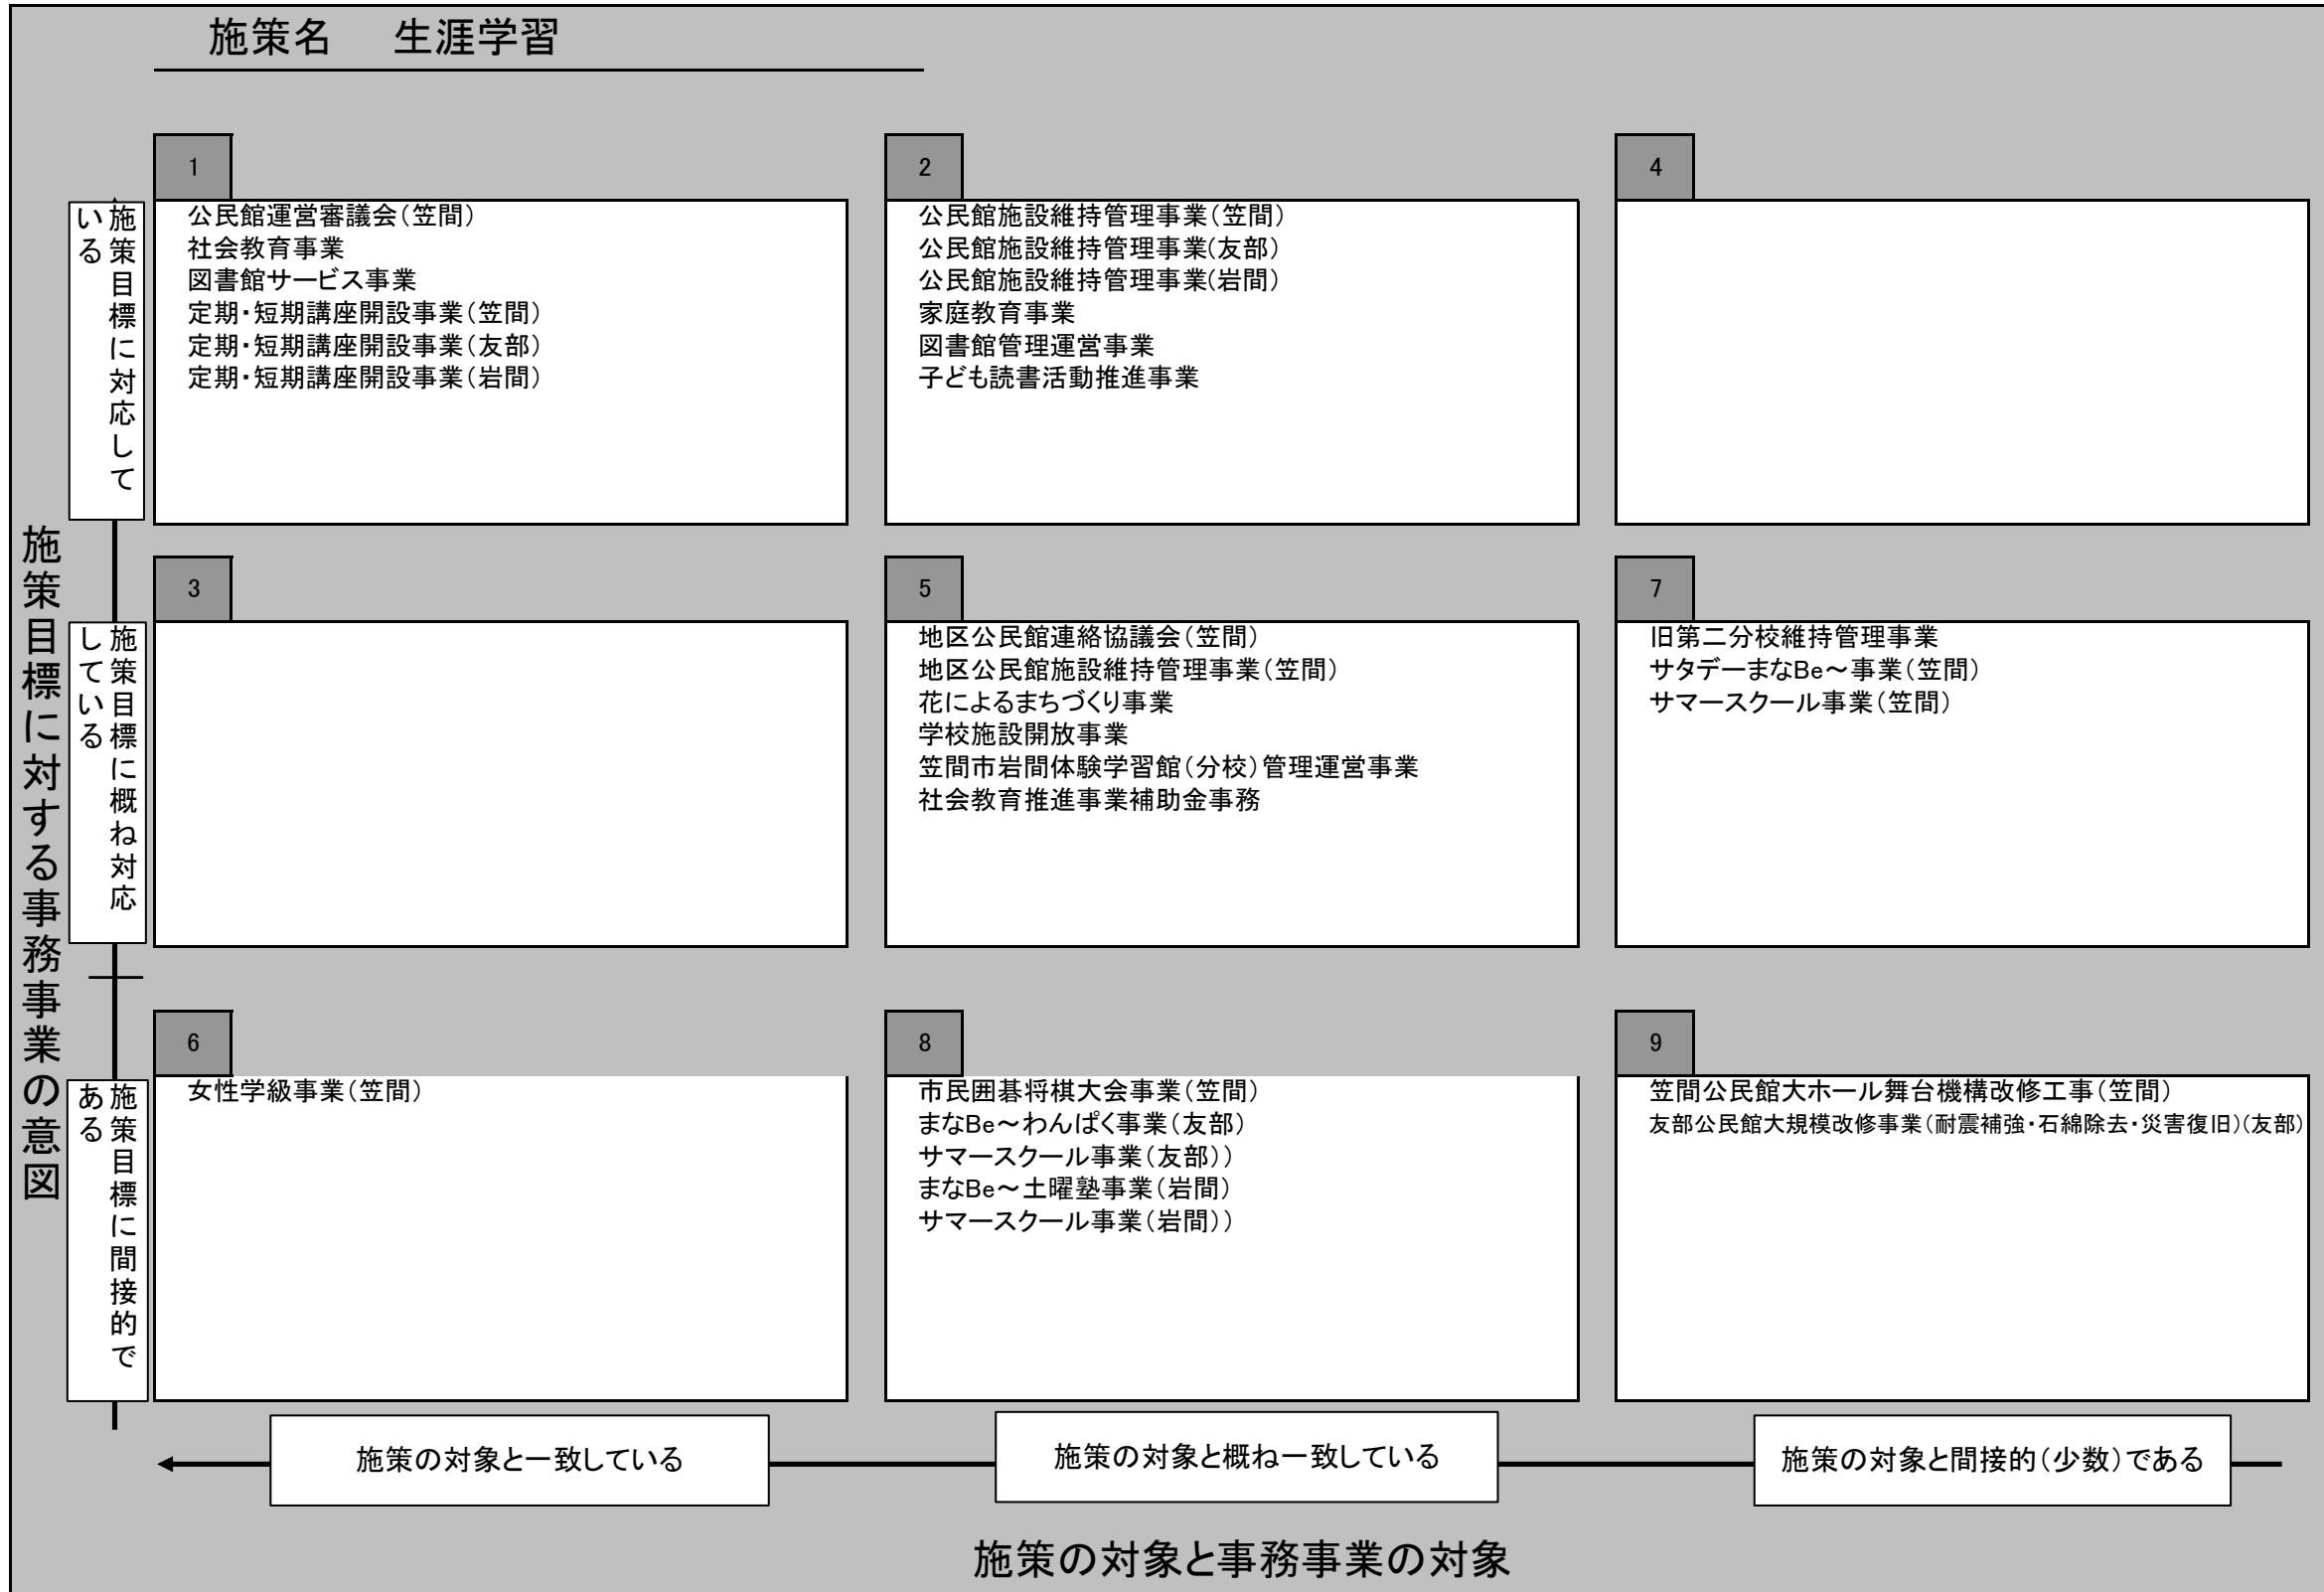 施策名　生涯学習
1
公民館運営審議会（笠間）
社会教育事業
図書館サービス事業
定期・短期講座開設事業（笠間）
定期・短期講座開設事業（友部）
定期・短期講座開設事業（岩間）
2
公民館施設維持管理事業（笠間）
公民館施設維持管理事業(友部）
公民館施設維持管理事業(岩間）
家庭教育事業
図書館管理運営事業
子ども読書活動推進事業
4
施策目標に対応して
いる
施策目標に対する事務事業の意図
3
5
地区公民館連絡協議会（笠間）
地区公民館施設維持管理事業（笠間）
花によるまちづくり事業
学校施設開放事業
笠間市岩間体験学習館（分校）管理運営事業
社会教育推進事業補助金事務
7
旧第二分校維持管理事業
サタデーまなBe～事業（笠間）
サマースクール事業（笠間）
施策目標に概ね対応
している
6
女性学級事業（笠間）
8
市民囲碁将棋大会事業（笠間）
まなBe～わんぱく事業（友部）
サマースクール事業（友部））
まなBe～土曜塾事業（岩間）
サマースクール事業（岩間））
9
笠間公民館大ホール舞台機構改修工事（笠間）
友部公民館大規模改修事業（耐震補強・石綿除去・災害復旧）（友部）
施策目標に間接的で
ある
施策の対象と一致している
施策の対象と概ね一致している
施策の対象と間接的（少数）である
施策の対象と事務事業の対象